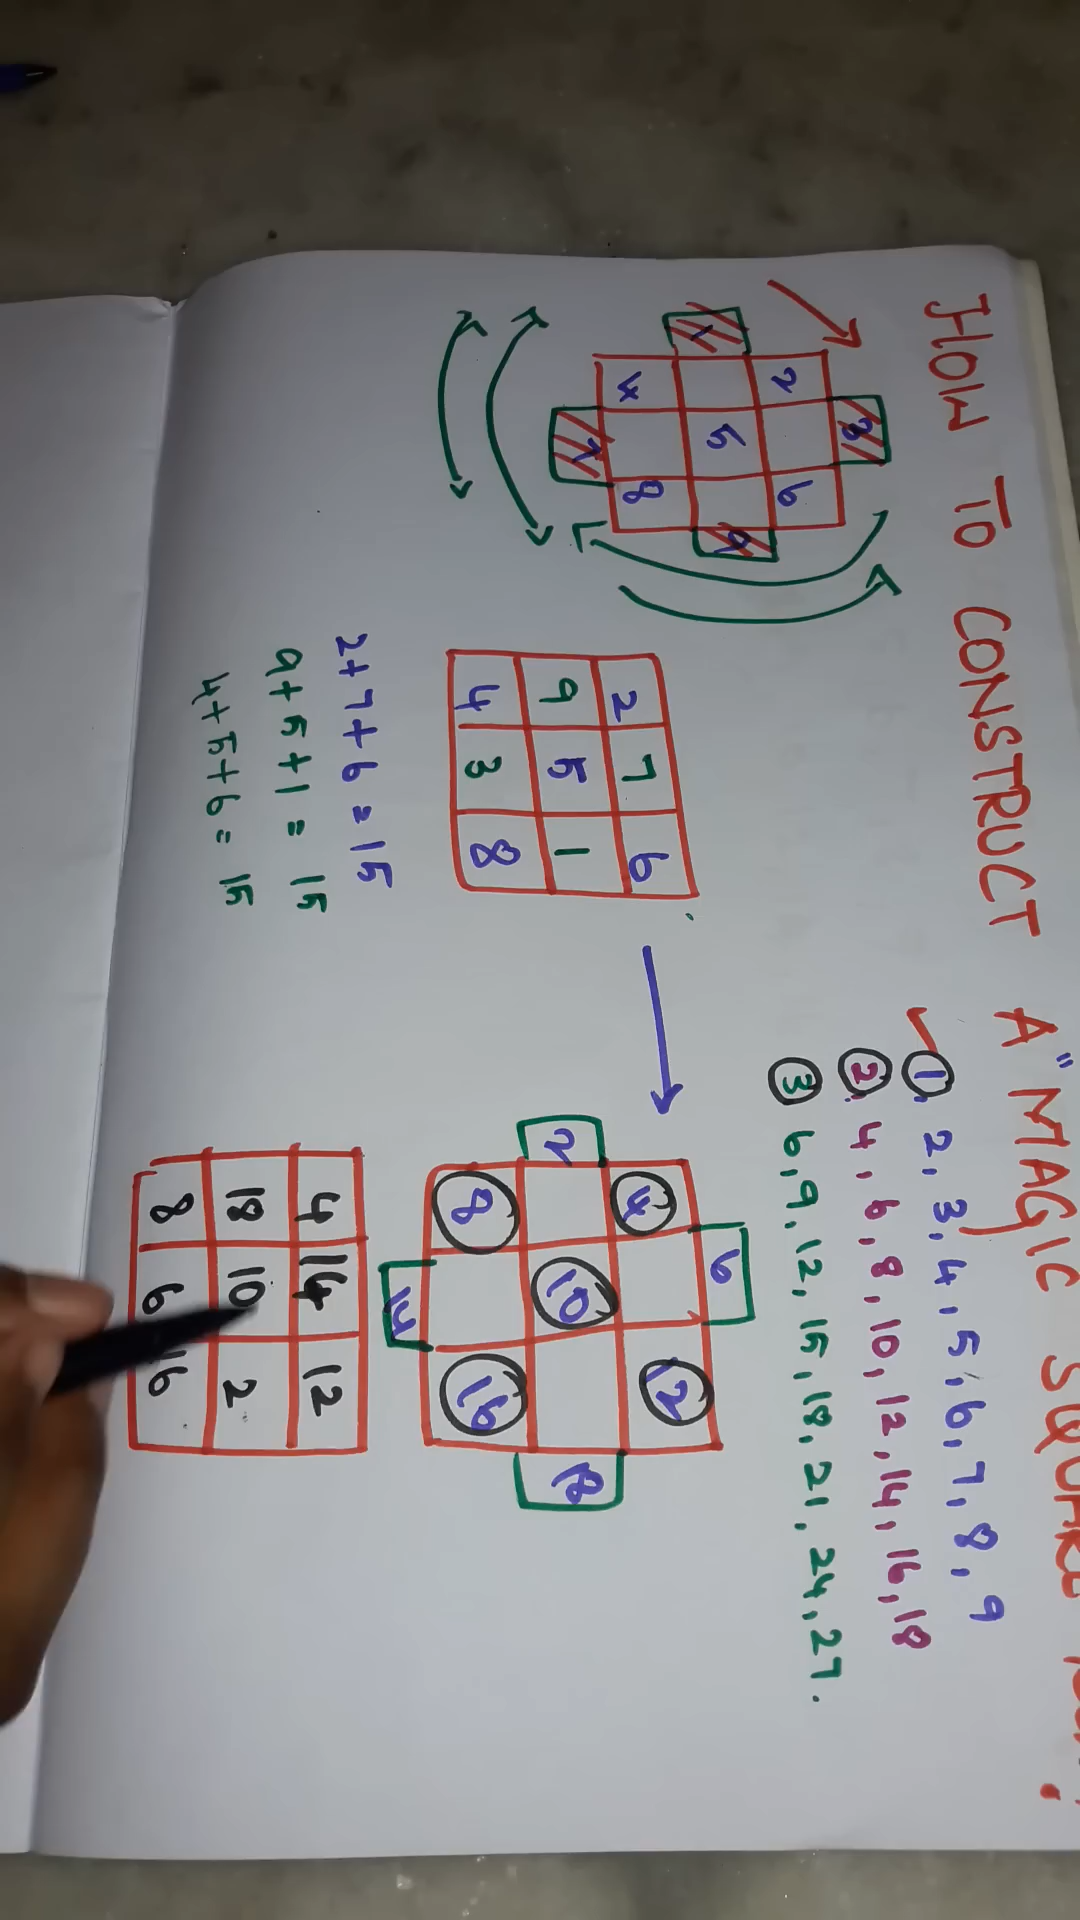 HOW TO CONSTRUCT A "MAGIC SQUARE
1, 2, 3, 4, 5, 6, 7, 8, 9
2, 4, 6, 8, 10, 12, 14, 16, 18
3, 6, 9, 12, 15, 18, 21, 24, 27.
3
2 6
1 5 9
4 8
7
2 7 6
9 5 1
4 3 8
2+7+6=15
9+5+1=15
4+5+6=15
6
4 12
2 10 18
8 16
14
4 14 12
18 10 2
8 6 16